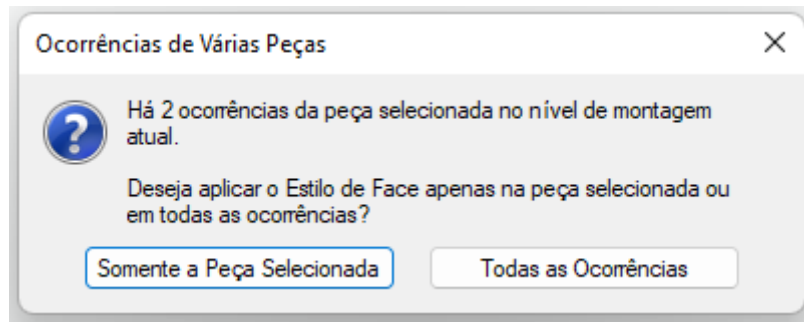 Ocorrências de Várias Peças
Há 2 ocorrências da peça selecionada no nível de montagem
atual.
Deseja aplicar o Estilo de Face apenas na peça selecionada ou
em todas as ocorrências?
Somente a Peça Selecionada
Todas as Ocorrências